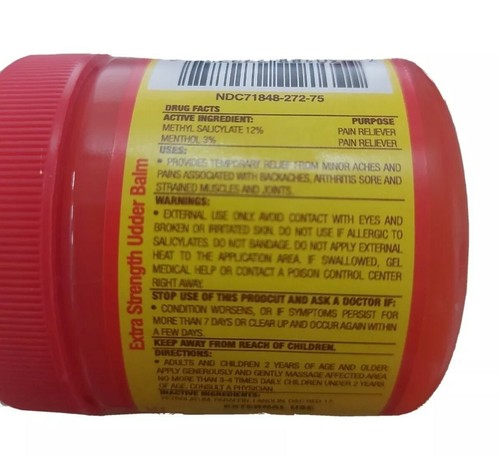 NDC71848-272-75
DRUG FACTS
ACTIVE INGREDIENT: PURPOSE
METHYL SALICYLATE 12% PAIN RELIEVER
MENTHOL 3% PAIN RELIEVER
USES:
• PROVIDES TEMPORARY RELIEF FROM MINOR ACHES AND
PAINS ASSOCIATED WITH BACKACHES, ARTHRITIS SORE AND
STRAINED MUSCLES AND JOINTS.
WARNINGS:
• EXTERNAL USE ONLY. AVOID CONTACT WITH EYES AND
BROKEN OR IRRITATED SKIN. DO NOT USE IF ALLERGIC TO
SALICYLATES. DO NOT BANDAGE. DO NOT APPLY EXTERNAL
HEAT TO THE APPLICATION AREA. IF SWALLOWED, GEL
MEDICAL HELP OR CONTACT A POISON CONTROL CENTER
RIGHT AWAY.
STOP USE OF THIS PRODCUT AND ASK A DOCTOR IF:
• CONDITION WORSENS, OR IF SYMPTOMS PERSIST FOR
MORE THAN 7 DAYS OR CLEAR UP AND OCCUR AGAIN WITHIN
A FEW DAYS.
KEEP AWAY FROM REACH OF CHILDREN.
DIRECTIONS:
• ADULTS AND CHILDREN 2 YEARS OF AGE AND OLDER:
APPLY GENEROUSLY AND GENTLY MASSAGE AFFECTED AREA.
NO MORE THAN 3-4 TIMES DAILY. CHILDREN UNDER 2 YEARS
OF AGE: CONSULT A PHYSICIAN.
INACTIVE INGREDIENTS:
EXTERNAL USE
Extra Strength Udder Balm